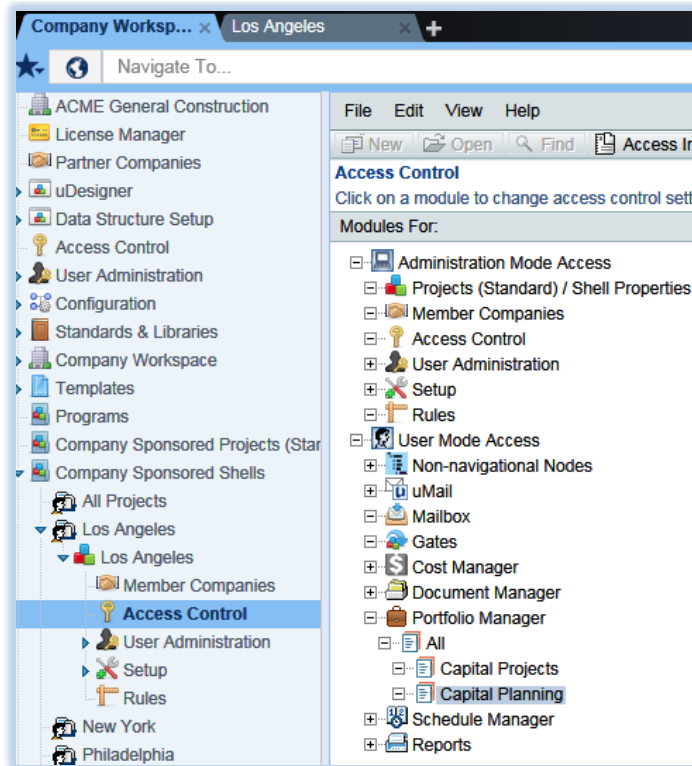 Company Worksp...
Los Angeles
Navigate To...
ACME General Construction
License Manager
Partner Companies
uDesigner
Data Structure Setup
Access Control
User Administration
Configuration
Standards & Libraries
Company Workspace
Templates
Programs
Company Sponsored Projects (Star
Company Sponsored Shells
All Projects
Los Angeles
Los Angeles
Member Companies
Access Control
User Administration
Setup
Rules
New York
Philadelphia
File Edit View Help
New Open Find Access In
Access Control
Click on a module to change access control sett
Modules For:
Administration Mode Access
Projects (Standard) / Shell Properties
Member Companies
Access Control
User Administration
Setup
Rules
User Mode Access
Non-navigational Nodes
uMail
Mailbox
Gates
Cost Manager
Document Manager
Portfolio Manager
All
Capital Projects
Capital Planning
Schedule Manager
Reports